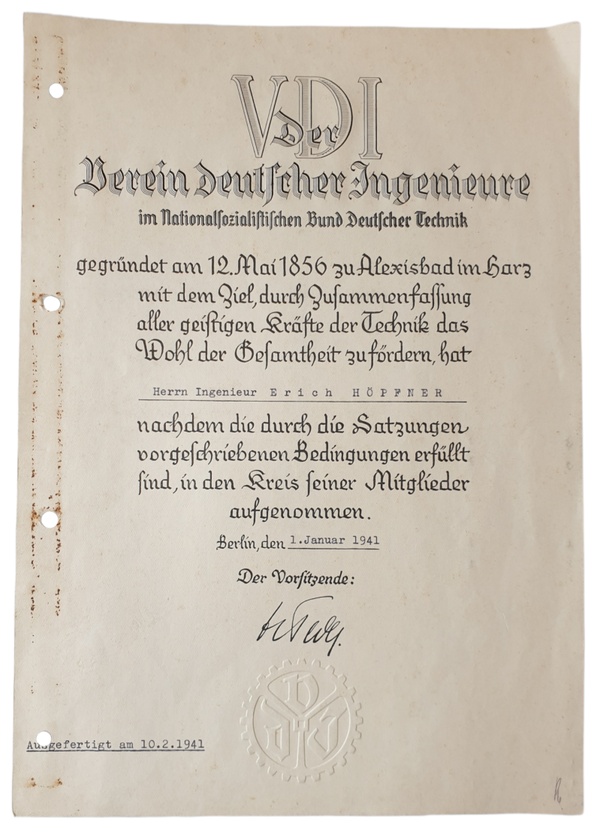 VDI
Der
Verein Deutscher Ingenieure
im Nationalsozialistischen Bund Deutscher Technik
gegründet am 12. Mai 1856 zu Alexisbad im Harz
mit dem Ziel, durch Zusammenfassung
aller geistigen Kräfte der Technik das
Wohl der Gesamtheit zu fördern, hat
Herrn Ingenieur Erich HÖPFNER
nachdem die durch die Satzungen
vorgeschriebenen Bedingungen erfüllt
sind, in den Kreis seiner Mitglieder
aufgenommen.
Berlin, den 1.Januar 1941
Der Vorsitzende:
VDI
Ausgefertigt am 10.2.1941